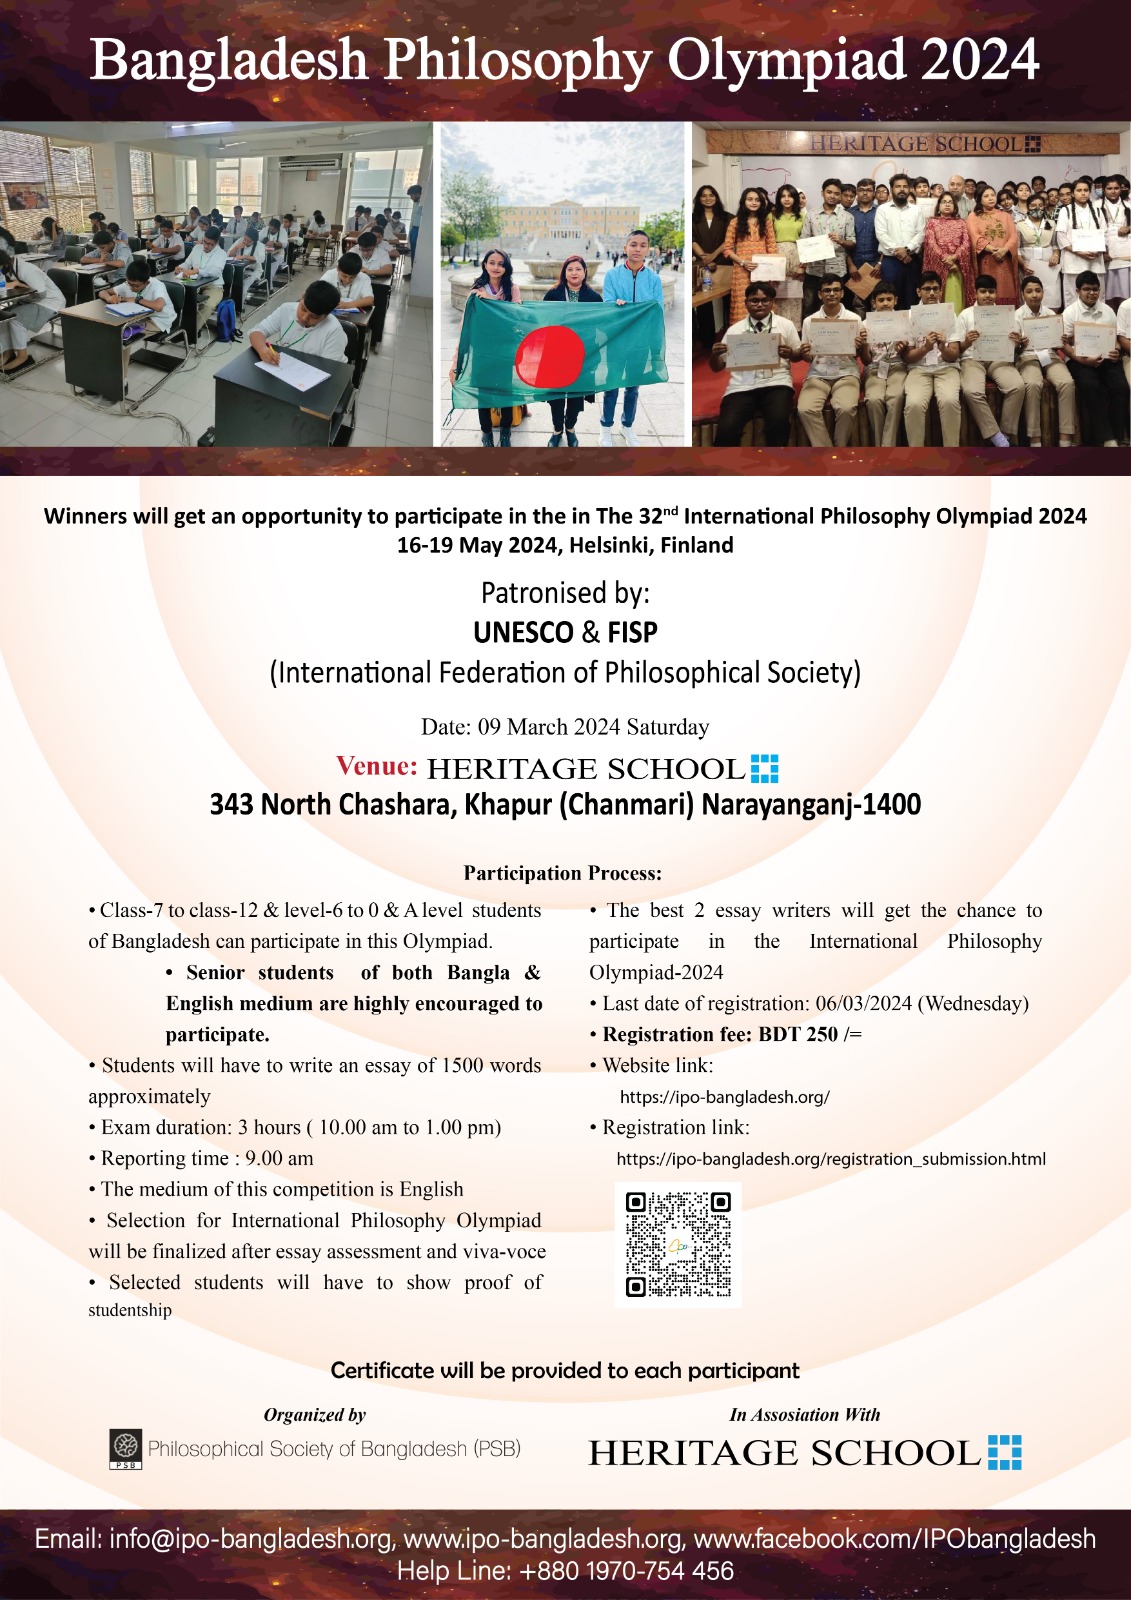 Bangladesh Philosophy Olympiad 2024
HERITAGE SCHOOL
Winners will get an opportunity to participate in the in The 32nd International Philosophy Olympiad 2024
16-19 May 2024, Helsinki, Finland
Patronised by:
UNESCO & FISP
(International Federation of Philosophical Society)
Date: 09 March 2024 Saturday
Venue: HERITAGE SCHOOL
343 North Chashara, Khapur (Chanmari) Narayanganj-1400
Participation Process:
• Class-7 to class-12 & level-6 to 0 & A level students
of Bangladesh can participate in this Olympiad.
• Senior students of both Bangla &
English medium are highly encouraged to
participate.
• Students will have to write an essay of 1500 words
approximately
• Exam duration: 3 hours ( 10.00 am to 1.00 pm)
• Reporting time : 9.00 am
• The medium of this competition is English
• Selection for International Philosophy Olympiad
will be finalized after essay assessment and viva-voce
• Selected students will have to show proof of
studentship
• The best 2 essay writers will get the chance to
participate in the International Philosophy
Olympiad-2024
• Last date of registration: 06/03/2024 (Wednesday)
• Registration fee: BDT 250 /=
• Website link:
https://ipo-bangladesh.org/
• Registration link:
https://ipo-bangladesh.org/registration_submission.html
Certificate will be provided to each participant
Organized by
PSB
Philosophical Society of Bangladesh (PSB)
In Assosiation With
HERITAGE SCHOOL
Email: info@ipo-bangladesh.org, www.ipo-bangladesh.org, www.facebook.com/IPObangladesh
Help Line: +880 1970-754 456